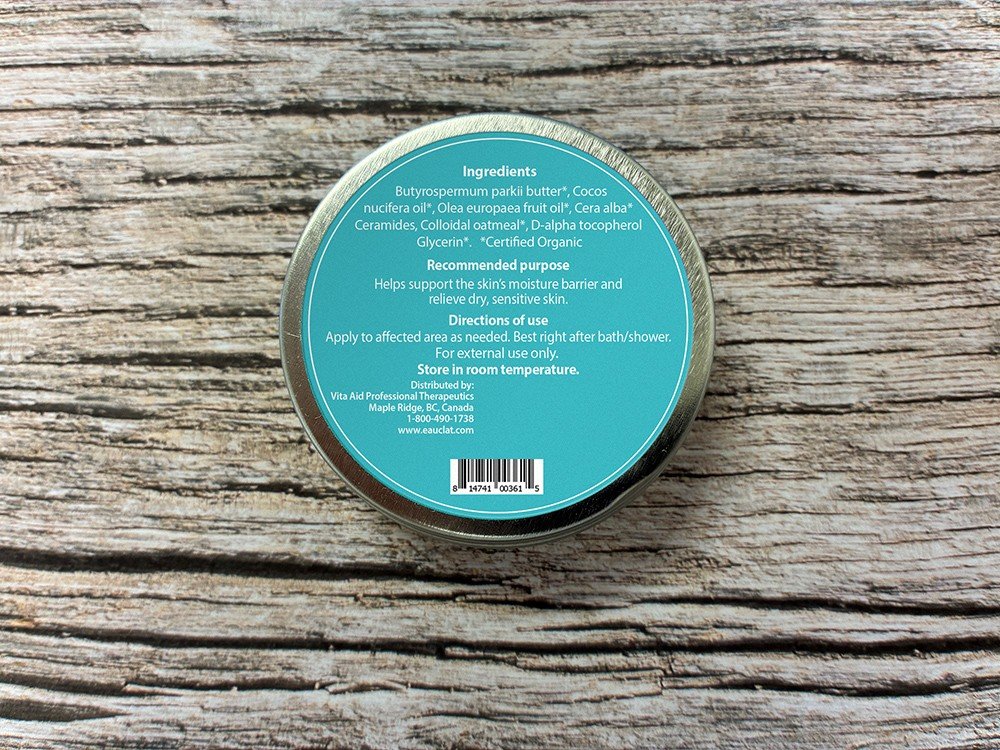 Ingredients
Butyrospermum parkii butter*, Cocos
nucifera oil*, Olea europaea fruit oil*, Cera alba*
Ceramides, Colloidal oatmeal*, D-alpha tocopherol
Glycerin*. *Certified Organic
Recommended purpose
Helps support the skin's moisture barrier and
relieve dry, sensitive skin.
Directions of use
Apply to affected area as needed. Best right after bath/shower.
For external use only.
Store in room temperature.
Distributed by:
Vita Aid Professional Therapeutics
Maple Ridge, BC, Canada
1-800-490-1738
www.eauclat.com
8 14741 00361 5